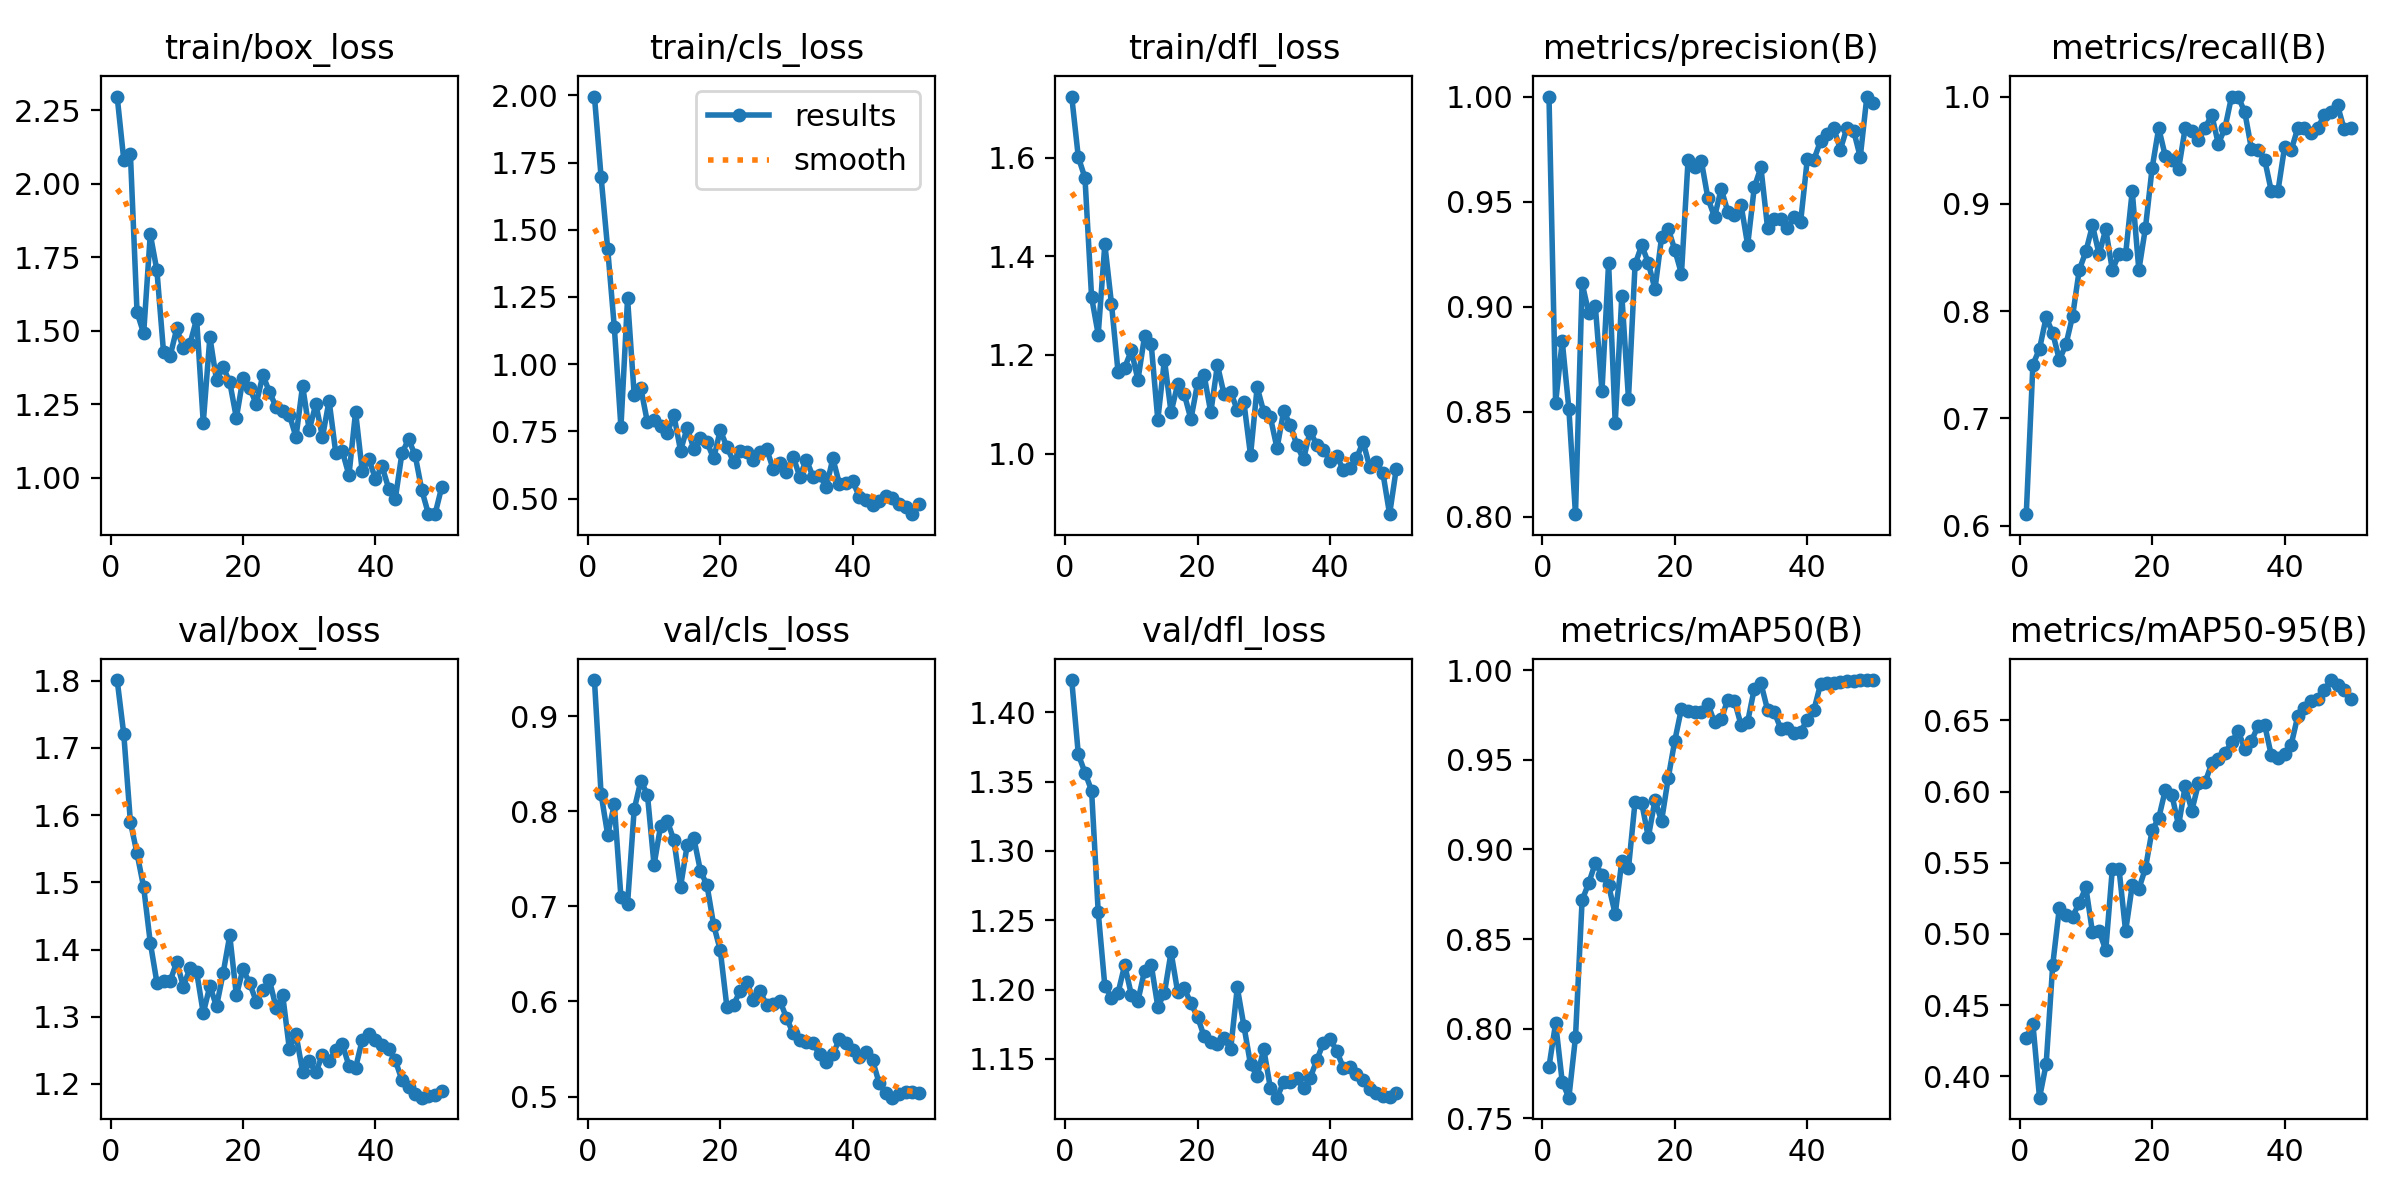 train/box_loss
2.25
2.00
1.75
1.50
1.25
1.00
0 20 40
train/cls_loss
results
smooth
2.00
1.75
1.50
1.25
1.00
0.75
0.50
0 20 40
train/dfl_loss
1.6
1.4
1.2
1.0
0 20 40
metrics/precision(B)
1.00
0.95
0.90
0.85
0.80
0 20 40
metrics/recall(B)
1.0
0.9
0.8
0.7
0.6
0 20 40
val/box_loss
1.8
1.7
1.6
1.5
1.4
1.3
1.2
0 20 40
val/cls_loss
0.9
0.8
0.7
0.6
0.5
0 20 40
val/dfl_loss
1.40
1.35
1.30
1.25
1.20
1.15
0 20 40
metrics/mAP50(B)
1.00
0.95
0.90
0.85
0.80
0.75
0 20 40
metrics/mAP50-95(B)
0.65
0.60
0.55
0.50
0.45
0.40
0 20 40